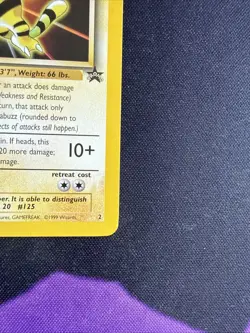 3'7", Weight: 66 lbs.
an attack does damage
Weakness and Resistance)
turn, that attack only
abuzz (rounded down to
ects of attacks still happen.)
in. If heads, this
20 more damage;
10+
in.
retreat cost
er. It is able to distinguish
20 #125
ures, GAMEFREAK. ©1999 Wizards.
2